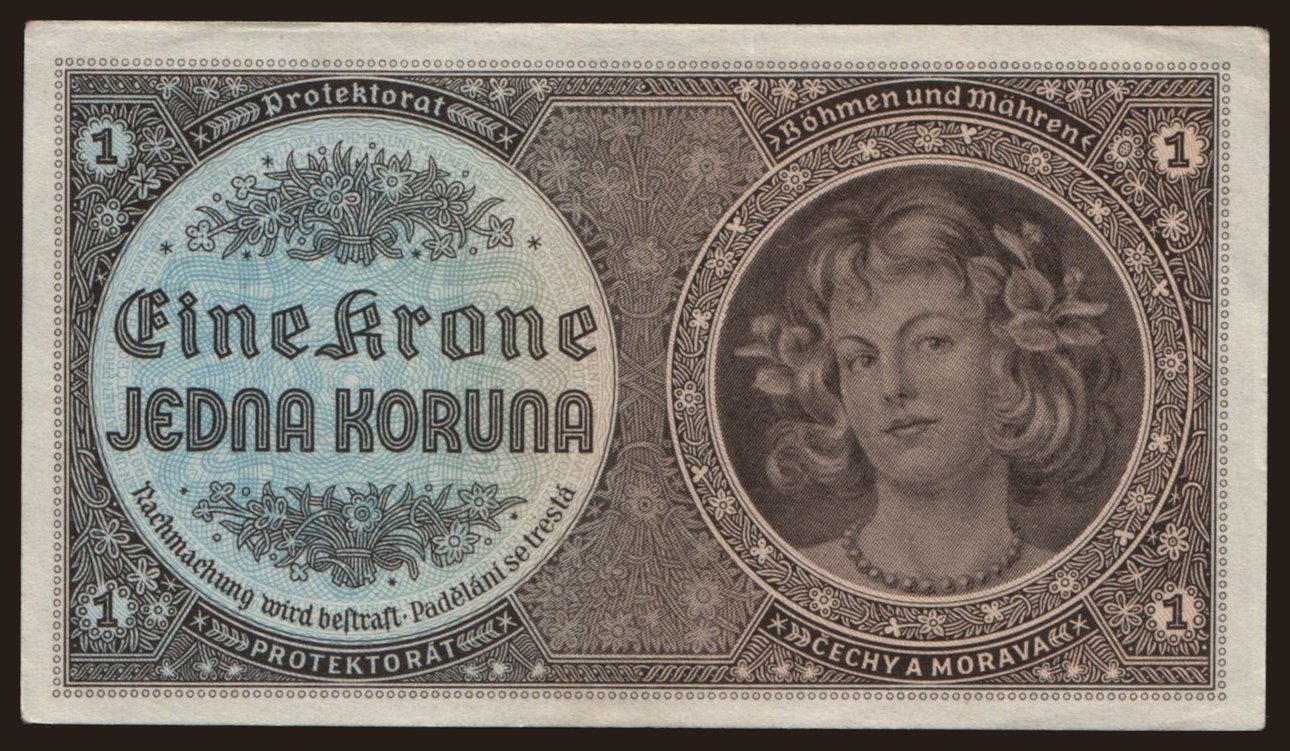 Protektorat
Böhmen und Mähren
1
1
Eine Krone
JEDNA KORUNA
Nachmachung wird bestraft · Padělání se trestá
1
1
PROTEKTORÁT
ČECHY A MORAVA